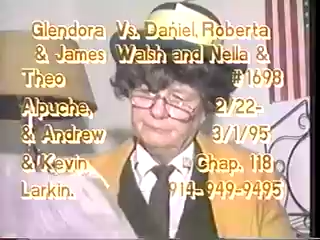 Glendora Vs. Daniel, Roberta
& James Walsh and Nella &
Theo #1698
Apuche, 2/22-
& Andrew 3/1/95
& Kevin Chap. 118
Larkin. 914-949-9495